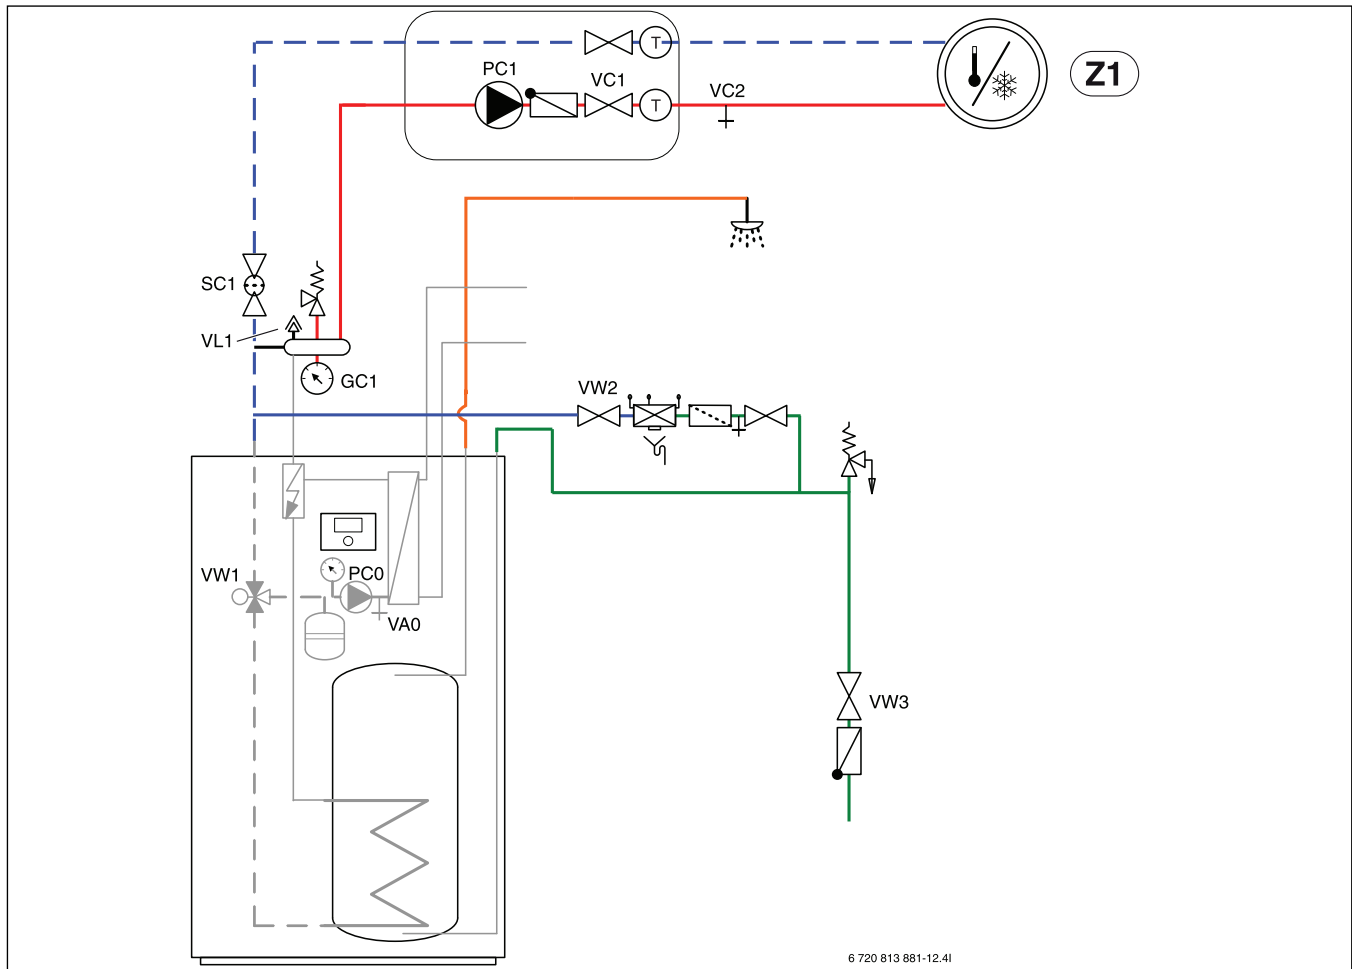 T
PC1
VC1
Z1
T
VC2
SC1
VL1
GC1
VW2
VW1
PC0
VA0
VW3
6 720 813 881-12.4I